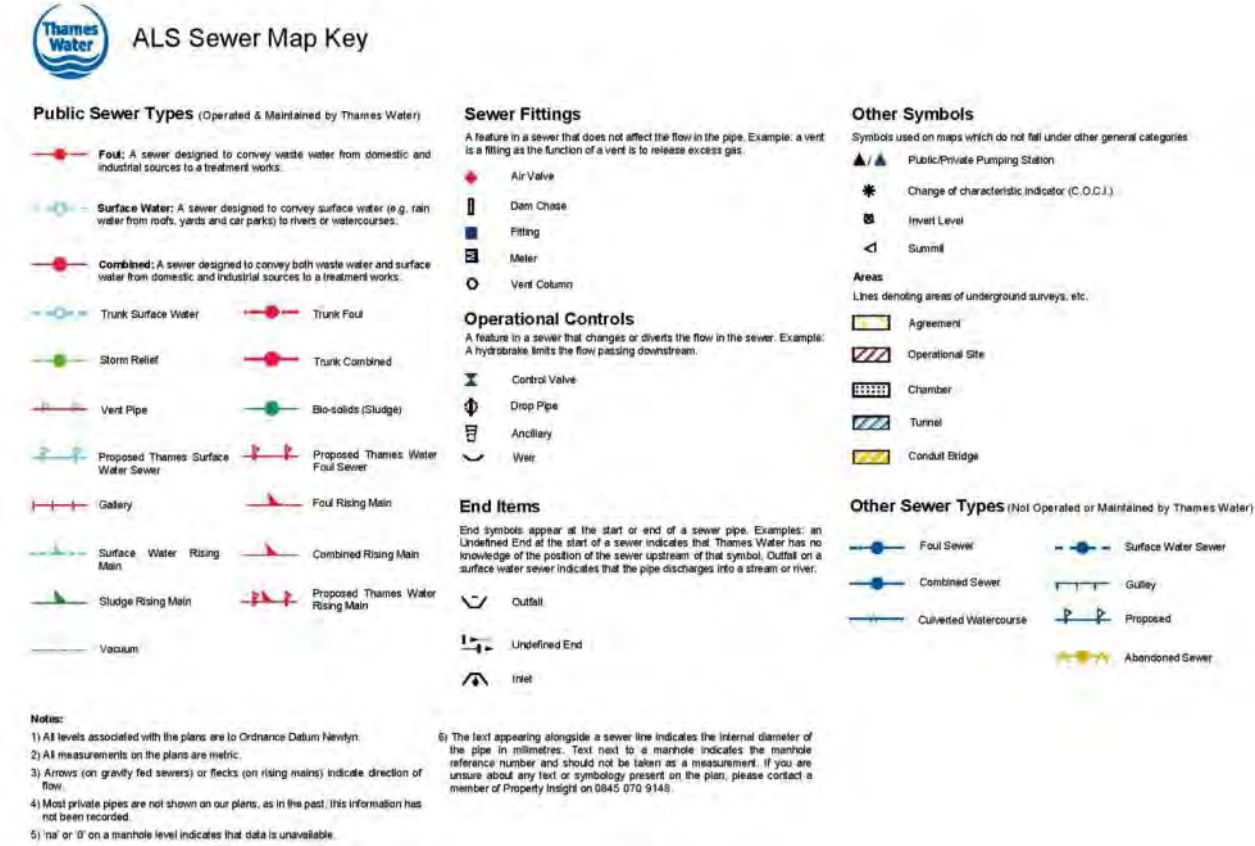 Thames
Water
ALS Sewer Map Key
Public Sewer Types (Operated & Maintained by Thames Water)
Foul: A sewer designed to convey waste water from domestic and
industrial sources to a treatment works.
Surface Water: A sewer designed to convey surface water (e.g. rain
water from roofs, yards and car parks) to rivers or watercourses.
Combined: A sewer designed to convey both waste water and surface
water from domestic and industrial sources to a treatment works.
Trunk Surface Water
Trunk Foul
Storm Relief
Trunk Combined
Vent Pipe
Bio-solids (Sludge)
Proposed Thames Surface
Water Sewer
Proposed Thames Water
Foul Sewer
Gallery
Foul Rising Main
Surface Water Rising
Main
Combined Rising Main
Sludge Rising Main
Proposed Thames Water
Rising Main
Vacuum
Sewer Fittings
A feature in a sewer that does not affect the flow in the pipe. Example: a vent
is a fitting as the function of a vent is to release excess gas.
Air Valve
Dam Chase
Fitting
Meter
Vent Column
Operational Controls
A feature in a sewer that changes or diverts the flow in the sewer. Example:
A hydrobrake limits the flow passing downstream.
Control Valve
Drop Pipe
Ancillary
Weir
End Items
End symbols appear at the start or end of a sewer pipe. Examples: an
Undefined End at the start of a sewer indicates that Thames Water has no
knowledge of the position of the sewer upstream of that symbol, Outfall on a
surface water sewer indicates that the pipe discharges into a stream or river.
Outfall
Undefined End
Inlet
Other Symbols
Symbols used on maps which do not fall under other general categories
/
Public/Private Pumping Station
Change of characteristic indicator (C.O.C.I.)
Invert Level
Summit
Areas
Lines denoting areas of underground surveys, etc.
Agreement
Operational Site
Chamber
Tunnel
Conduit Bridge
Other Sewer Types (Not Operated or Maintained by Thames Water)
Foul Sewer
Surface Water Sewer
Combined Sewer
Gulley
Culverted Watercourse
Proposed
Abandoned Sewer
Notes:
1) All levels associated with the plans are to Ordnance Datum Newlyn.
2) All measurements on the plans are metric.
3) Arrows (on gravity fed sewers) or flecks (on rising mains) indicate direction of
flow.
4) Most private pipes are not shown on our plans, as in the past, this information has
not been recorded.
5) 'na' or '0' on a manhole level indicates that data is unavailable.
6) The text appearing alongside a sewer line indicates the internal diameter of
the pipe in milimetres. Text next to a manhole indicates the manhole
reference number and should not be taken as a measurement. If you are
unsure about any text or symbology present on the plan, please contact a
member of Property Insight on 0845 070 9148.